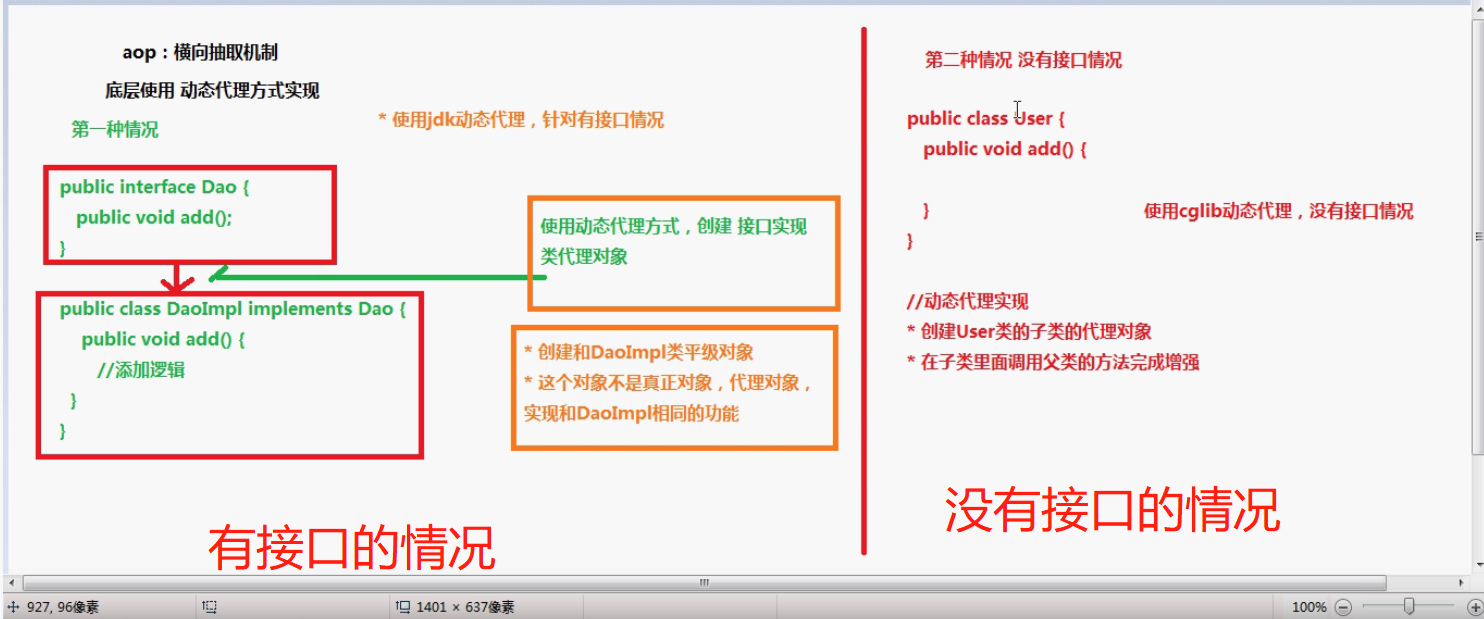 aop：横向抽取机制
底层使用 动态代理方式实现
第一种情况
* 使用jdk动态代理，针对有接口情况
public interface Dao {
public void add();
}
public class DaoImpl implements Dao {
public void add() {
//添加逻辑
}
}
使用动态代理方式，创建 接口实现
类代理对象
* 创建和DaoImpl类平级对象
* 这个对象不是真正对象，代理对象，
实现和DaoImpl相同的功能
有接口的情况
第二种情况 没有接口情况
public class User {
public void add() {
}
}
使用cglib动态代理，没有接口情况
//动态代理实现
* 创建User类的子类的代理对象
* 在子类里面调用父类的方法完成增强
没有接口的情况
927, 96像素
1401 × 637像素
100%